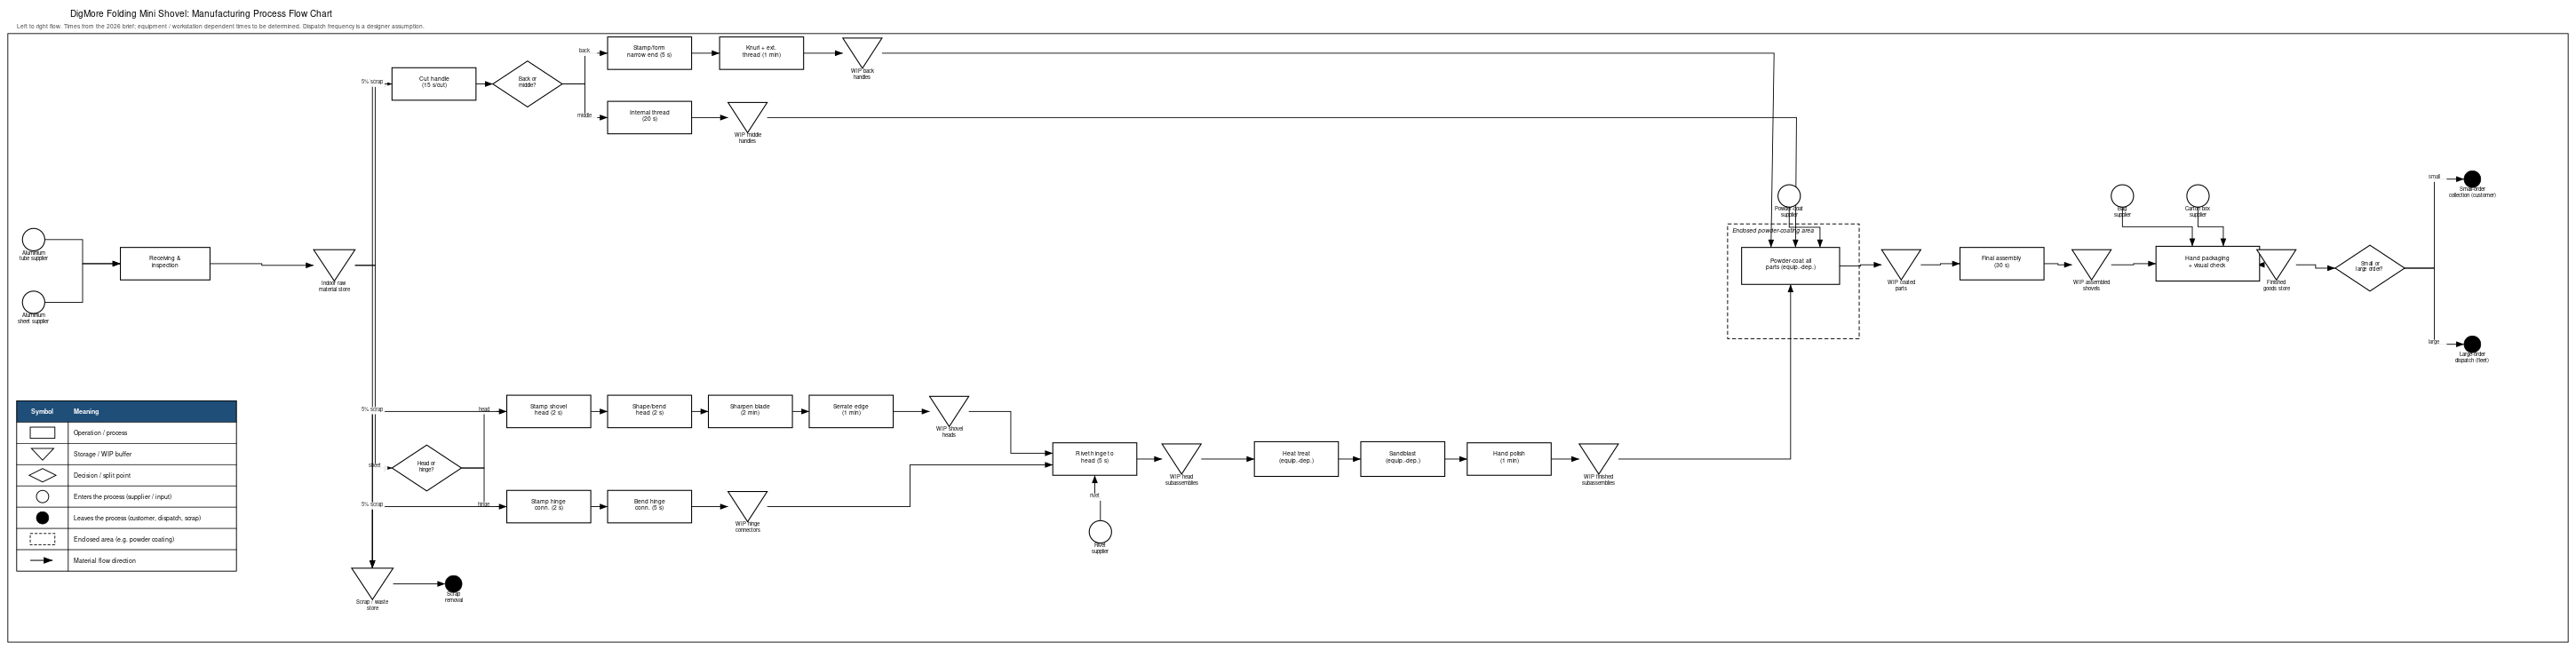 DigMore Folding Mini Shovel: Manufacturing Process Flow Chart
Left to right flow. Times from the 2026 brief; equipment / workstation dependent times to be determined. Dispatch frequency is a designer assumption.
back
Stamp/form
narrow end (5 s)
Knurl + ext.
thread (1 min)
WIP back
handles
5% scrap
Cut handle
(15 s/cut)
Back or
middle?
middle
Internal thread
(20 s)
WIP middle
handles
Aluminium
tube supplier
Aluminium
sheet supplier
Receiving &
inspection
Indoor raw
material store
Powder-coat
supplier
Enclosed powder-coating area
Powder-coat all
parts (equip.-dep.)
WIP coated
parts
Final assembly
(30 s)
WIP assembled
shovels
Bag
supplier
Carton box
supplier
Hand packaging
+ visual check
Finished
goods store
Small or
large order?
small
Small-order
collection (customer)
large
Large-order
dispatch (fleet)
5% scrap
head
Stamp shovel
head (2 s)
Shape/bend
head (2 s)
Sharpen blade
(2 min)
Serrate edge
(1 min)
WIP shovel
heads
sheet
Head or
hinge?
5% scrap
hinge
Stamp hinge
conn. (2 s)
Bend hinge
conn. (5 s)
WIP hinge
connectors
Rivet hinge to
head (5 s)
rivet
Rivet
supplier
WIP head
subassemblies
Heat treat
(equip.-dep.)
Sandblast
(equip.-dep.)
Hand polish
(1 min)
WIP finished
subassemblies
Scrap / waste
store
Scrap
removal
Symbol Meaning
Operation / process
Storage / WIP buffer
Decision / split point
Enters the process (supplier / input)
Leaves the process (customer, dispatch, scrap)
Enclosed area (e.g. powder coating)
Material flow direction